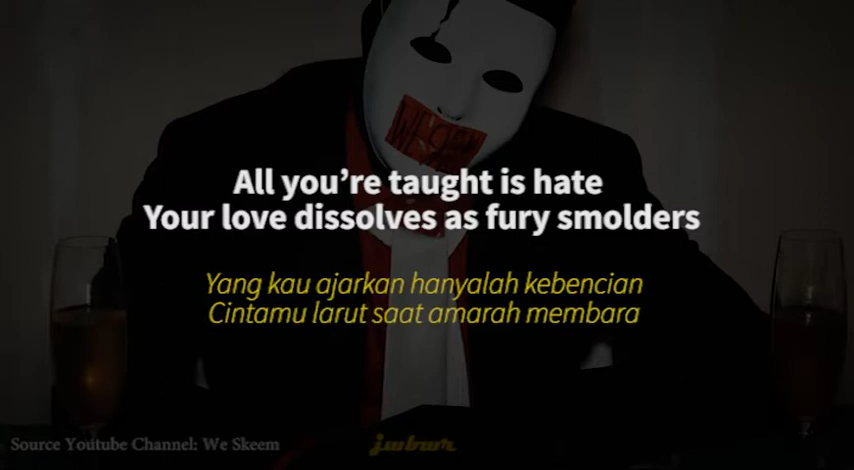 All you're taught is hate
Your love dissolves as fury smolders
Yang kau ajarkan hanyalah kebencian
Cintamu larut saat amarah membara
Source Youtube Channel: We Skeem